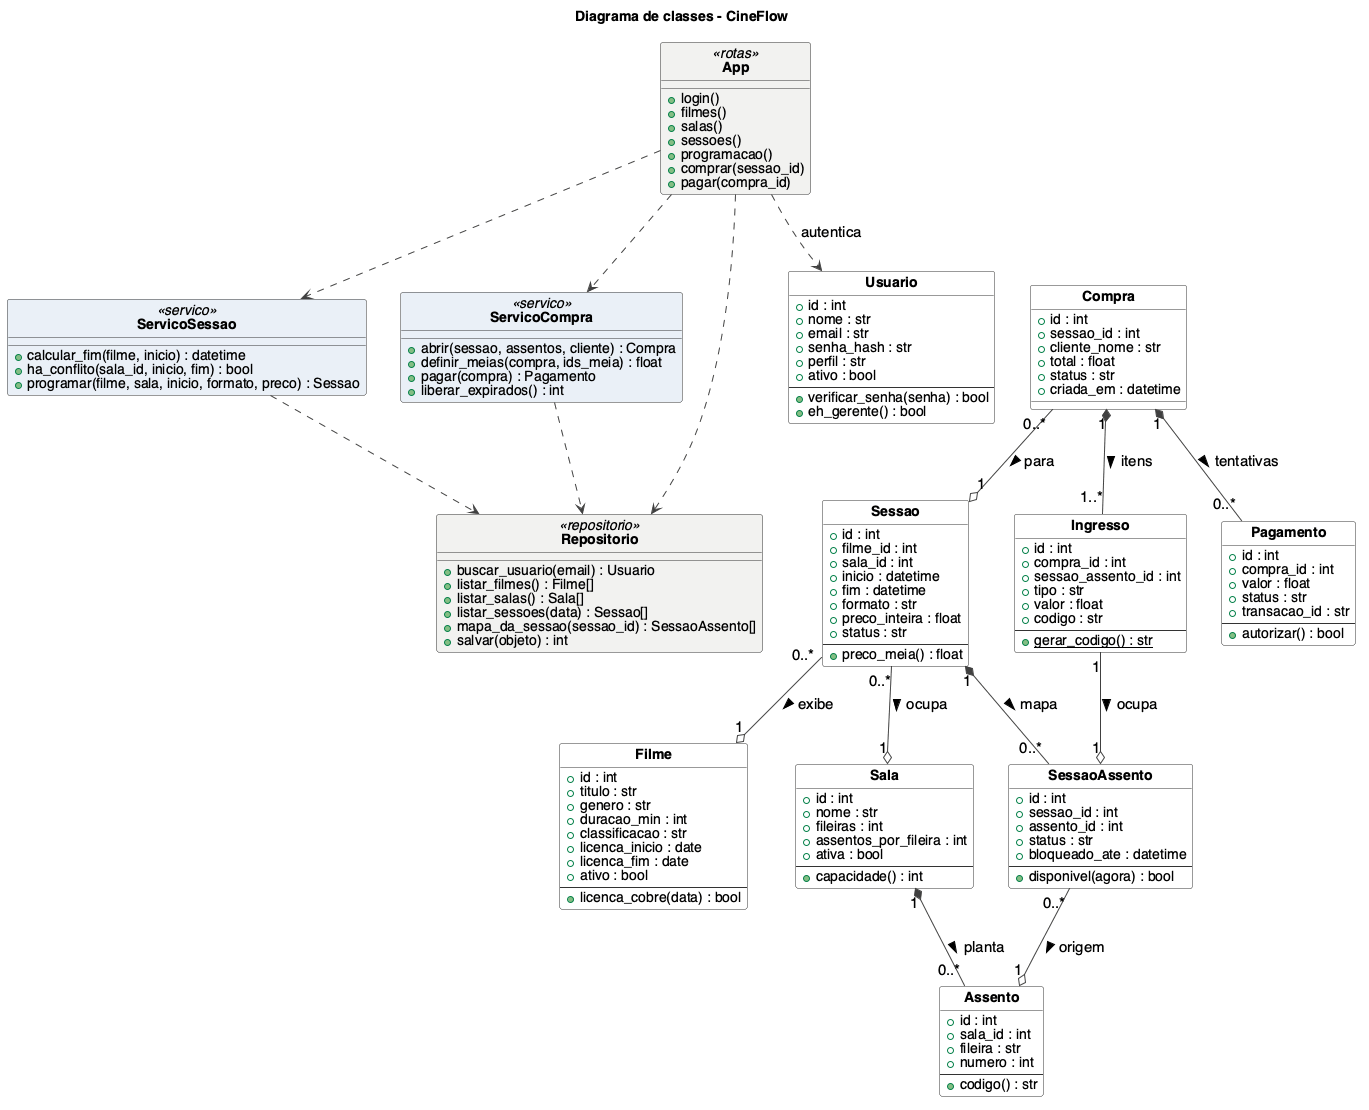 Diagrama de classes - CineFlow
«rotas»
App
login()
filmes()
salas()
sessoes()
programacao()
comprar(sessao_id)
pagar(compra_id)
autentica
«servico»
ServicoSessao
calcular_fim(filme, inicio) : datetime
ha_conflito(sala_id, inicio, fim) : bool
programar(filme, sala, inicio, formato, preco) : Sessao
«servico»
ServicoCompra
abrir(sessao, assentos, cliente) : Compra
definir_meias(compra, ids_meia) : float
pagar(compra) : Pagamento
liberar_expirados() : int
Usuario
id : int
nome : str
email : str
senha_hash : str
perfil : str
ativo : bool
verificar_senha(senha) : bool
eh_gerente() : bool
Compra
id : int
sessao_id : int
cliente_nome : str
total : float
status : str
criada_em : datetime
0..*
1
1
para
itens
tentativas
1
1..*
0..*
«repositorio»
Repositorio
buscar_usuario(email) : Usuario
listar_filmes() : Filme[]
listar_salas() : Sala[]
listar_sessoes(data) : Sessao[]
mapa_da_sessao(sessao_id) : SessaoAssento[]
salvar(objeto) : int
Sessao
id : int
filme_id : int
sala_id : int
inicio : datetime
fim : datetime
formato : str
preco_inteira : float
status : str
preco_meia() : float
Ingresso
id : int
compra_id : int
sessao_assento_id : int
tipo : str
valor : float
codigo : str
gerar_codigo() : str
Pagamento
id : int
compra_id : int
valor : float
status : str
transacao_id : str
autorizar() : bool
0..*
0..*
1
1
exibe
ocupa
mapa
ocupa
1
1
0..*
1
Filme
id : int
titulo : str
genero : str
duracao_min : int
classificacao : str
licenca_inicio : date
licenca_fim : date
ativo : bool
licenca_cobre(data) : bool
Sala
id : int
nome : str
fileiras : int
assentos_por_fileira : int
ativa : bool
capacidade() : int
SessaoAssento
id : int
sessao_id : int
assento_id : int
status : str
bloqueado_ate : datetime
disponivel(agora) : bool
1
0..*
planta
origem
0..*
1
Assento
id : int
sala_id : int
fileira : str
numero : int
codigo() : str